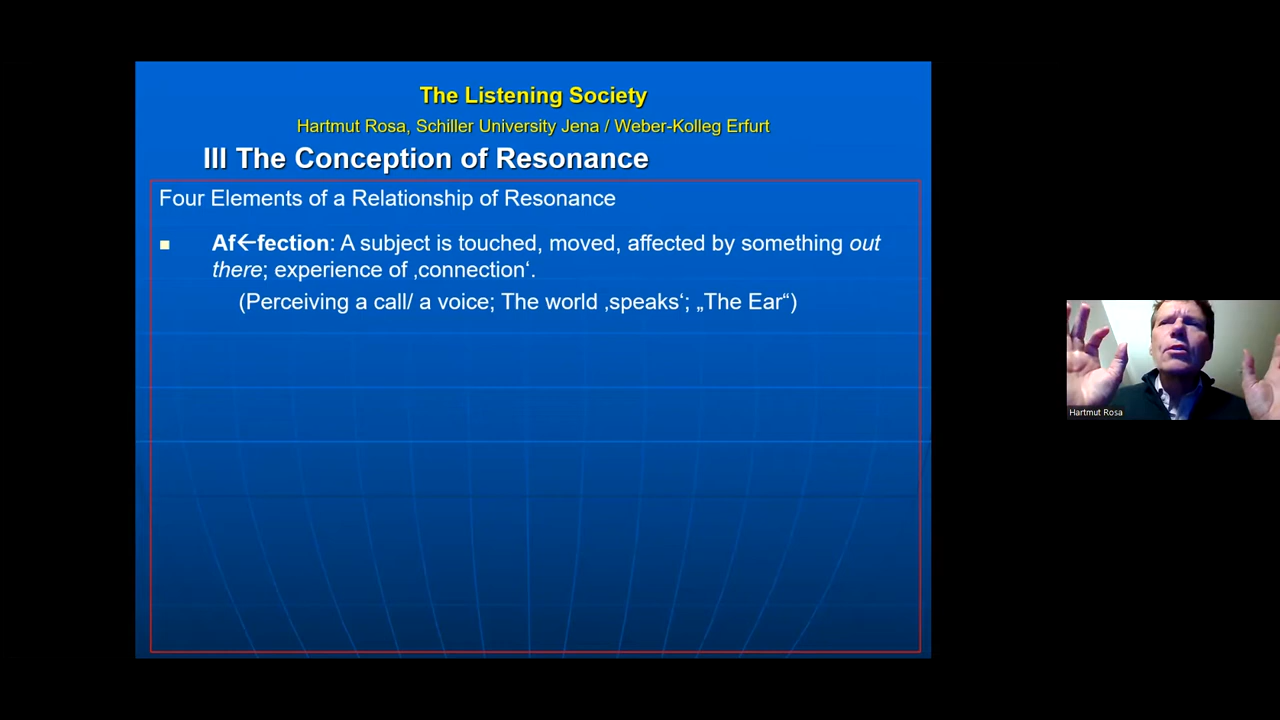 The Listening Society
Hartmut Rosa, Schiller University Jena / Weber-Kolleg Erfurt
III The Conception of Resonance
Four Elements of a Relationship of Resonance
Af←fection: A subject is touched, moved, affected by something out
there; experience of ‚connection‘.
(Perceiving a call/ a voice; The world ‚speaks‘; „The Ear“)
Hartmut Rosa